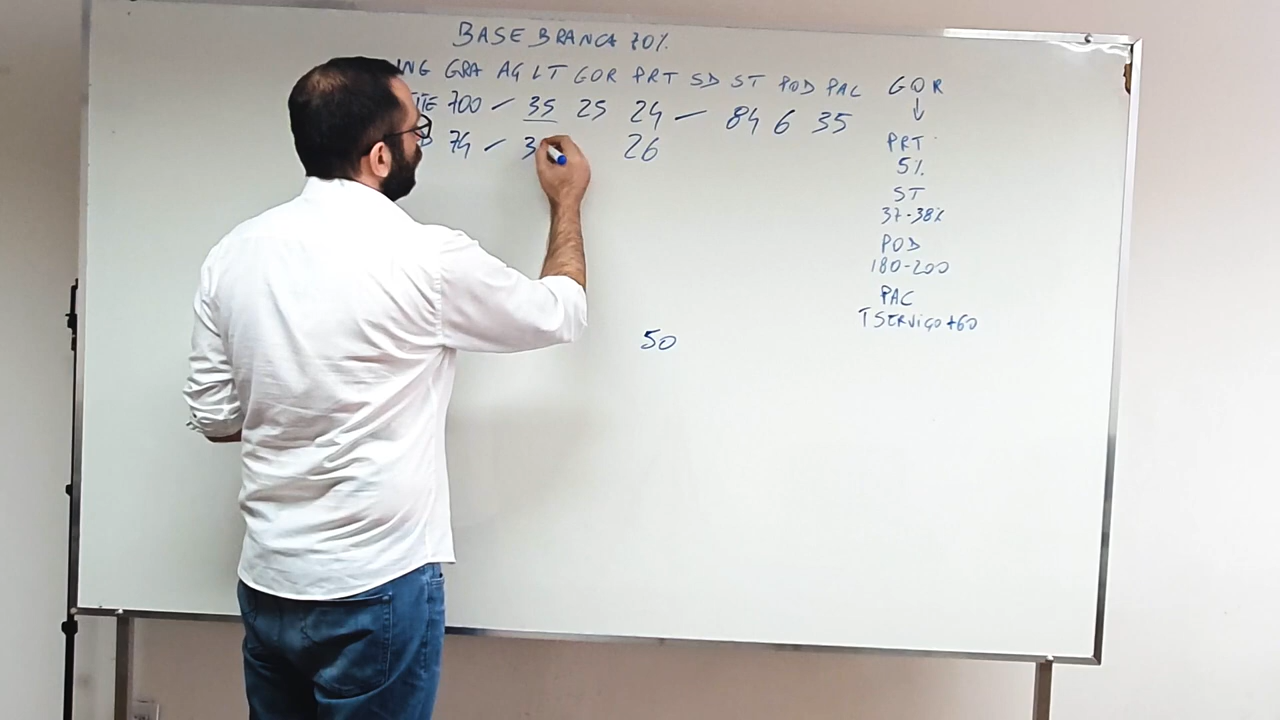 BASE BRANCA 70%
NG GRA AG LT GOR PRT SD ST POD PAC
TE 700 – 35 25 24 – 84 6 35
74 – 3 26
50
GOR
↓
PRT
5%
ST
37-38%
POD
180-200
PAC
T SERVIÇO +60